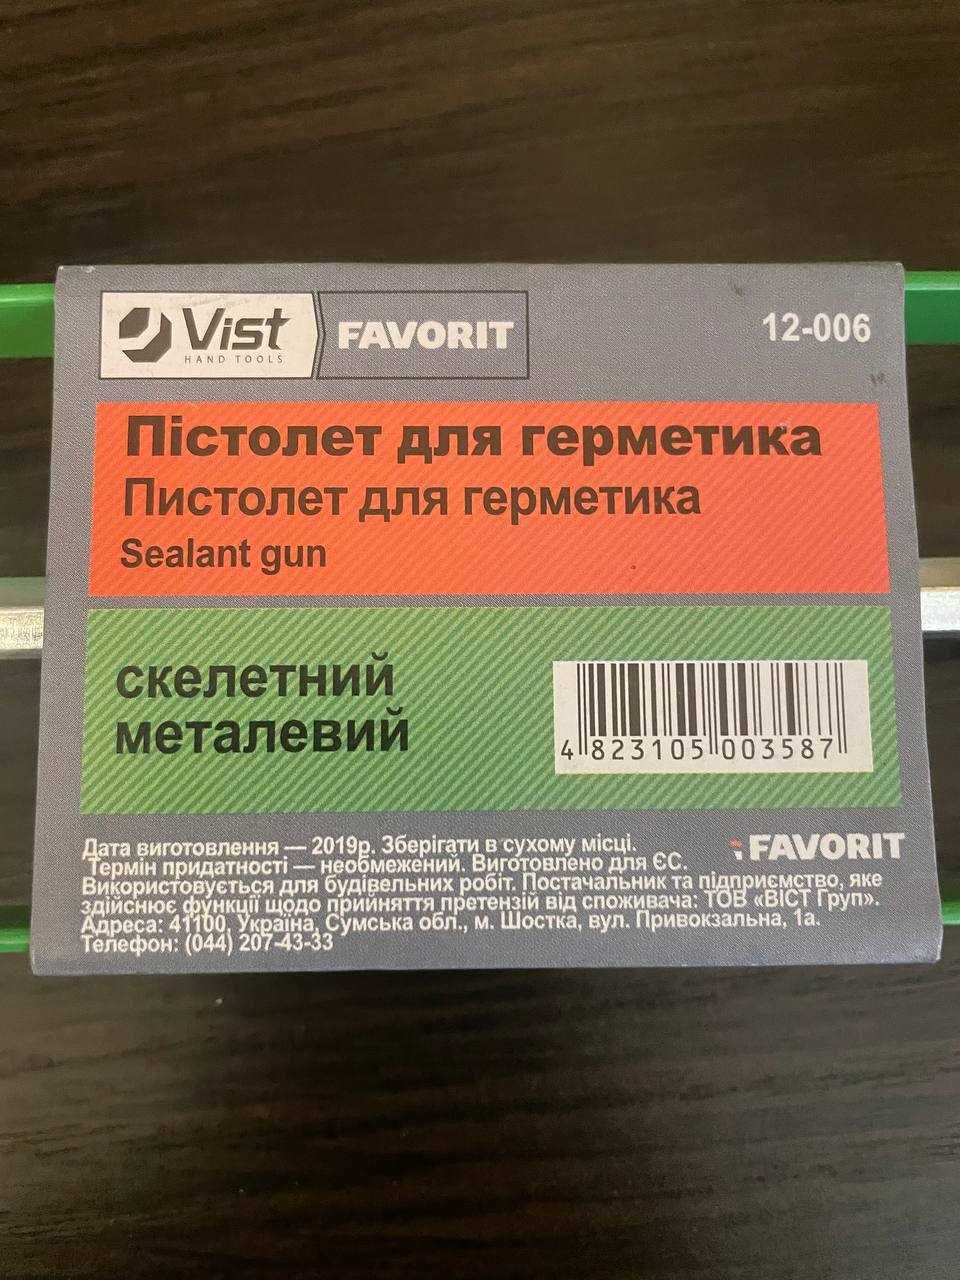 Vist
HAND TOOLS
FAVORIT
12-006
Пістолет для герметика
Пистолет для герметика
Sealant gun
скелетний
металевий
4 823105 003587
FAVORIT
Дата виготовлення — 2019р. Зберігати в сухому місці.
Термін придатності — необмежений. Виготовлено для ЄС.
Використовується для будівельних робіт. Постачальник та підприємство, яке
здійснює функції щодо прийняття претензій від споживача: ТОВ «ВІСТ Груп».
Адреса: 41100, Україна, Сумська обл., м. Шостка, вул. Привокзальна, 1а.
Телефон: (044) 207-43-33